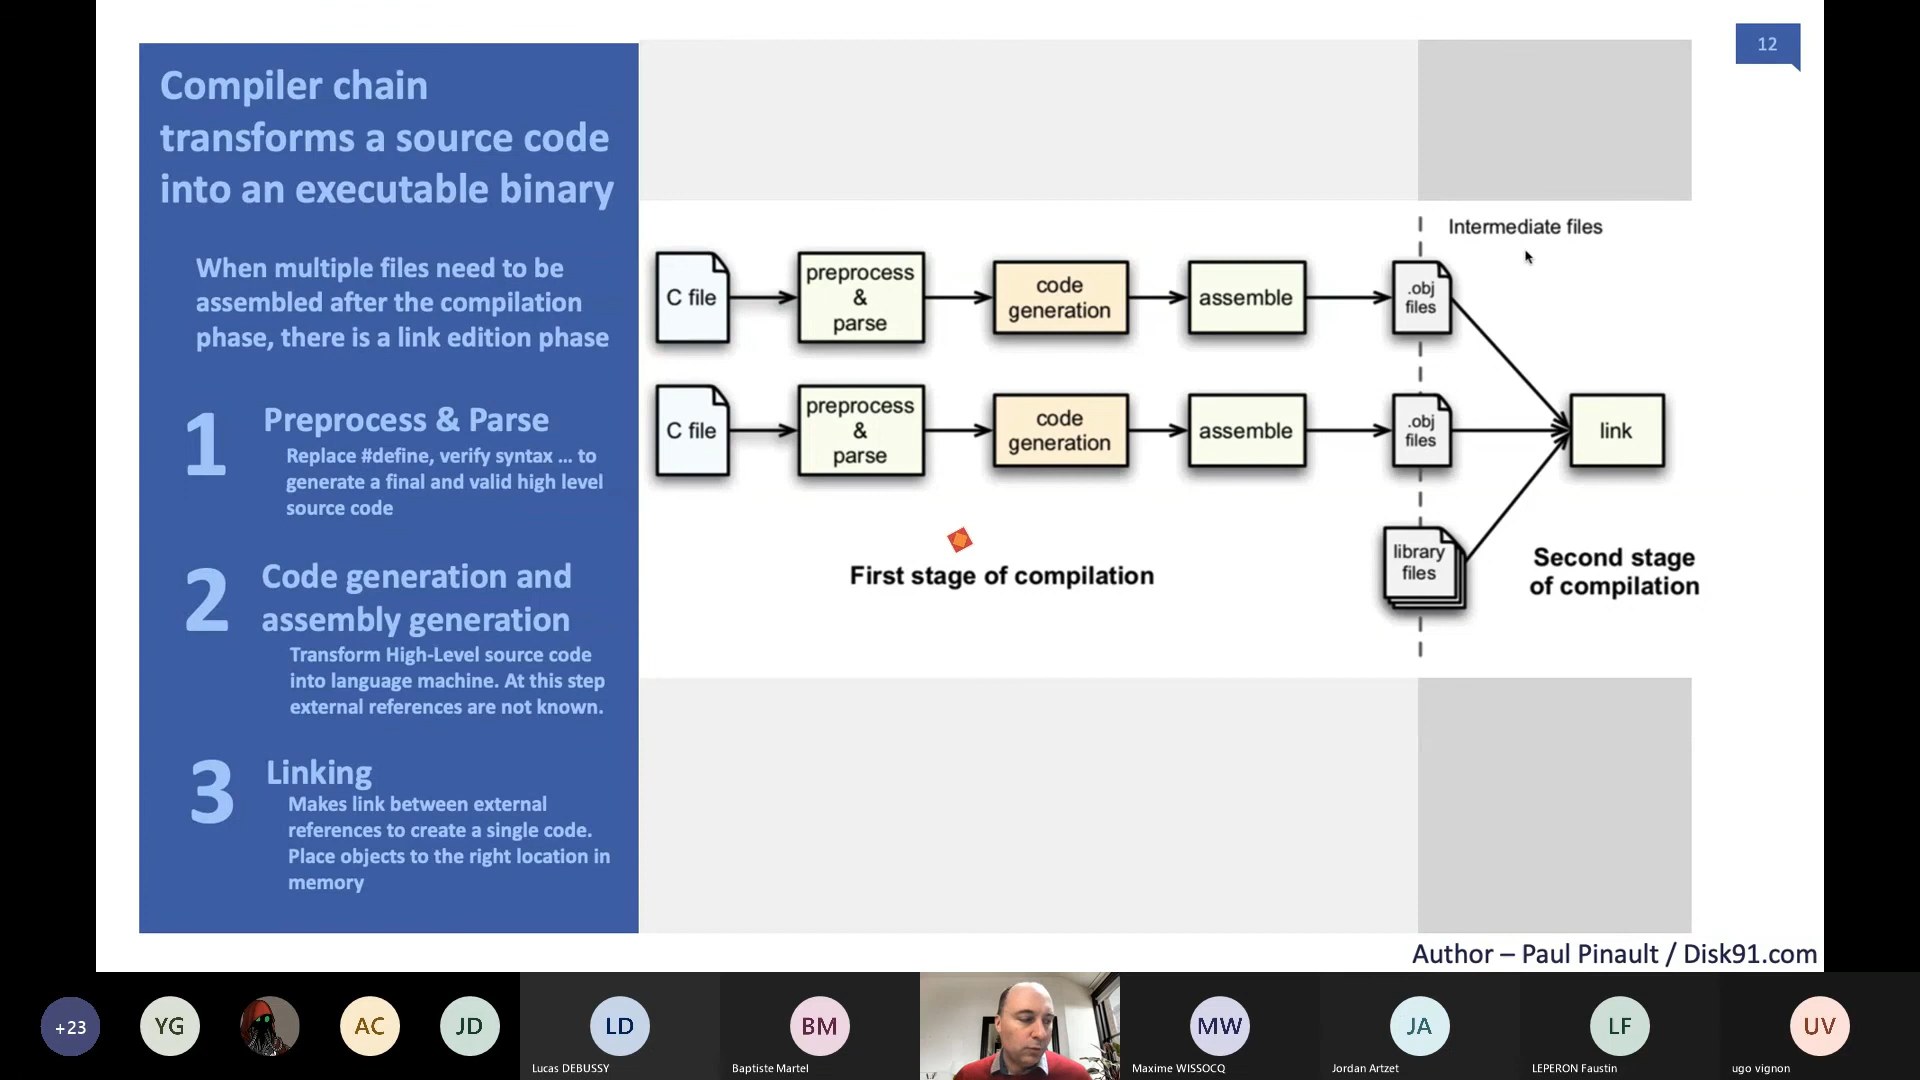 12
Compiler chain
transforms a source code
into an executable binary
When multiple files need to be
assembled after the compilation
phase, there is a link edition phase
1
Preprocess & Parse
Replace #define, verify syntax ... to
generate a final and valid high level
source code
2
Code generation and
assembly generation
Transform High-Level source code
into language machine. At this step
external references are not known.
3
Linking
Makes link between external
references to create a single code.
Place objects to the right location in
memory
Intermediate files
C file
preprocess
&
parse
code
generation
assemble
.obj
files
C file
preprocess
&
parse
code
generation
assemble
.obj
files
link
library
files
First stage of compilation
Second stage
of compilation
Author – Paul Pinault / Disk91.com
+23
YG
AC
JD
LD
Lucas DEBUSSY
BM
Baptiste Martel
MW
Maxime WISSOCQ
JA
Jordan Artzet
LF
LEPERON Faustin
UV
ugo vignon